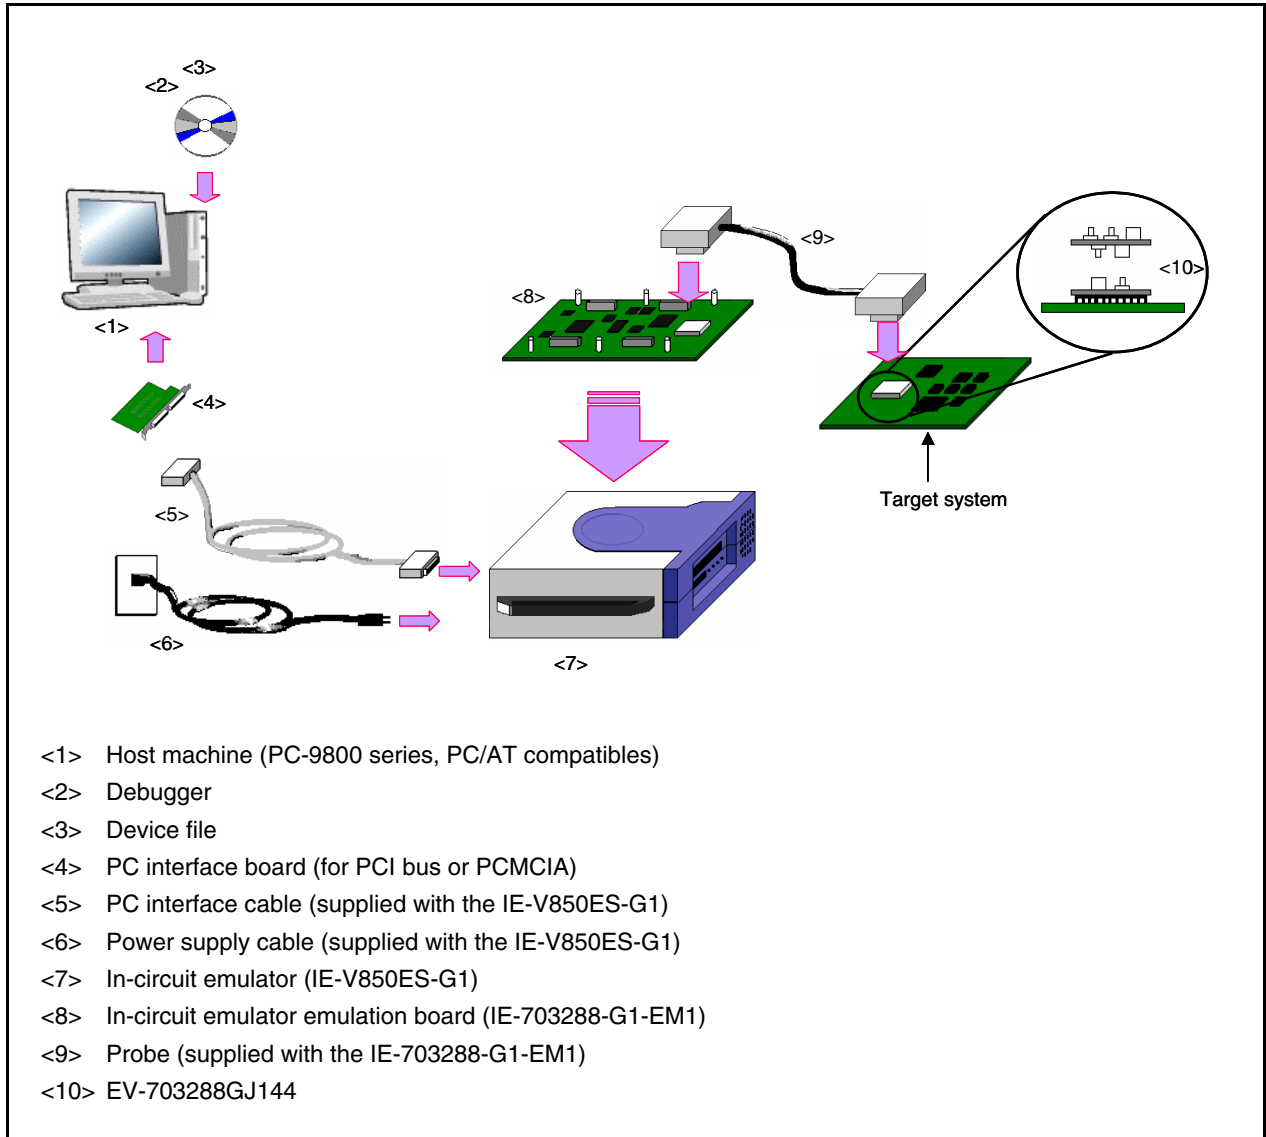 <3>
<2>
<9>
<10>
<8>
<1>
<4>
Target system
<5>
<6>
<7>
<1> Host machine (PC-9800 series, PC/AT compatibles)
<2> Debugger
<3> Device file
<4> PC interface board (for PCI bus or PCMCIA)
<5> PC interface cable (supplied with the IE-V850ES-G1)
<6> Power supply cable (supplied with the IE-V850ES-G1)
<7> In-circuit emulator (IE-V850ES-G1)
<8> In-circuit emulator emulation board (IE-703288-G1-EM1)
<9> Probe (supplied with the IE-703288-G1-EM1)
<10> EV-703288GJ144